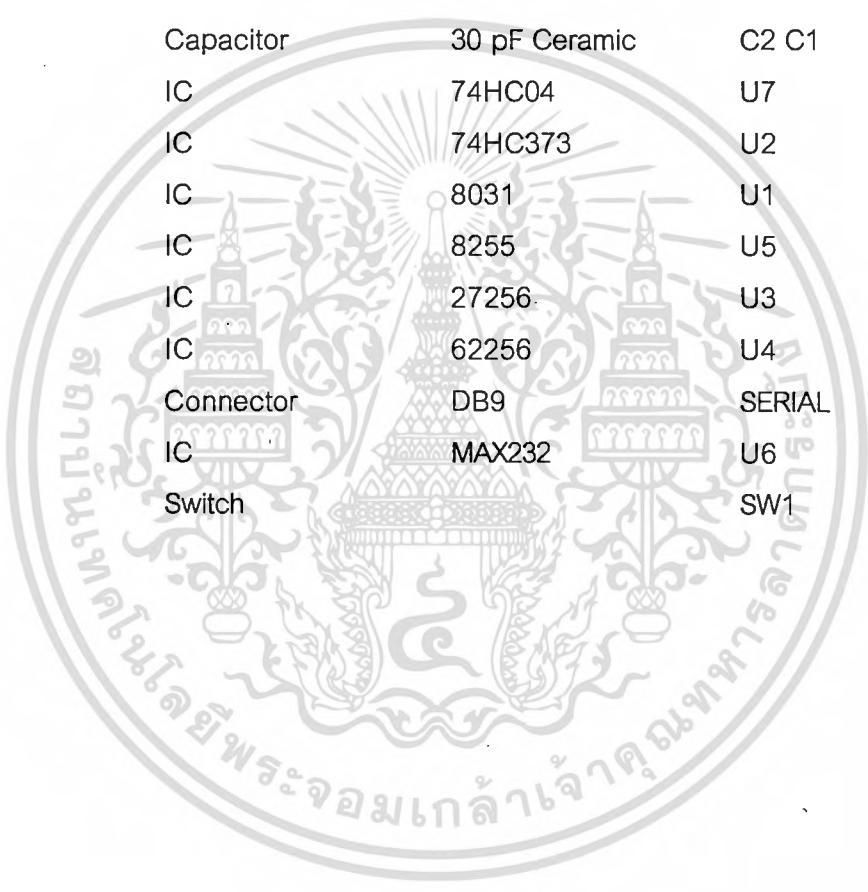 Capacitor 30 pF Ceramic C2 C1
IC 74HC04 U7
IC 74HC373 U2
IC 8031 U1
IC 8255 U5
IC 27256 U3
IC 62256 U4
Connector DB9 SERIAL
IC MAX232 U6
Switch SW1
สถาบันเทคโนโลยีพระจอมเกล้าเจ้าคุณทหารลาดกระบัง